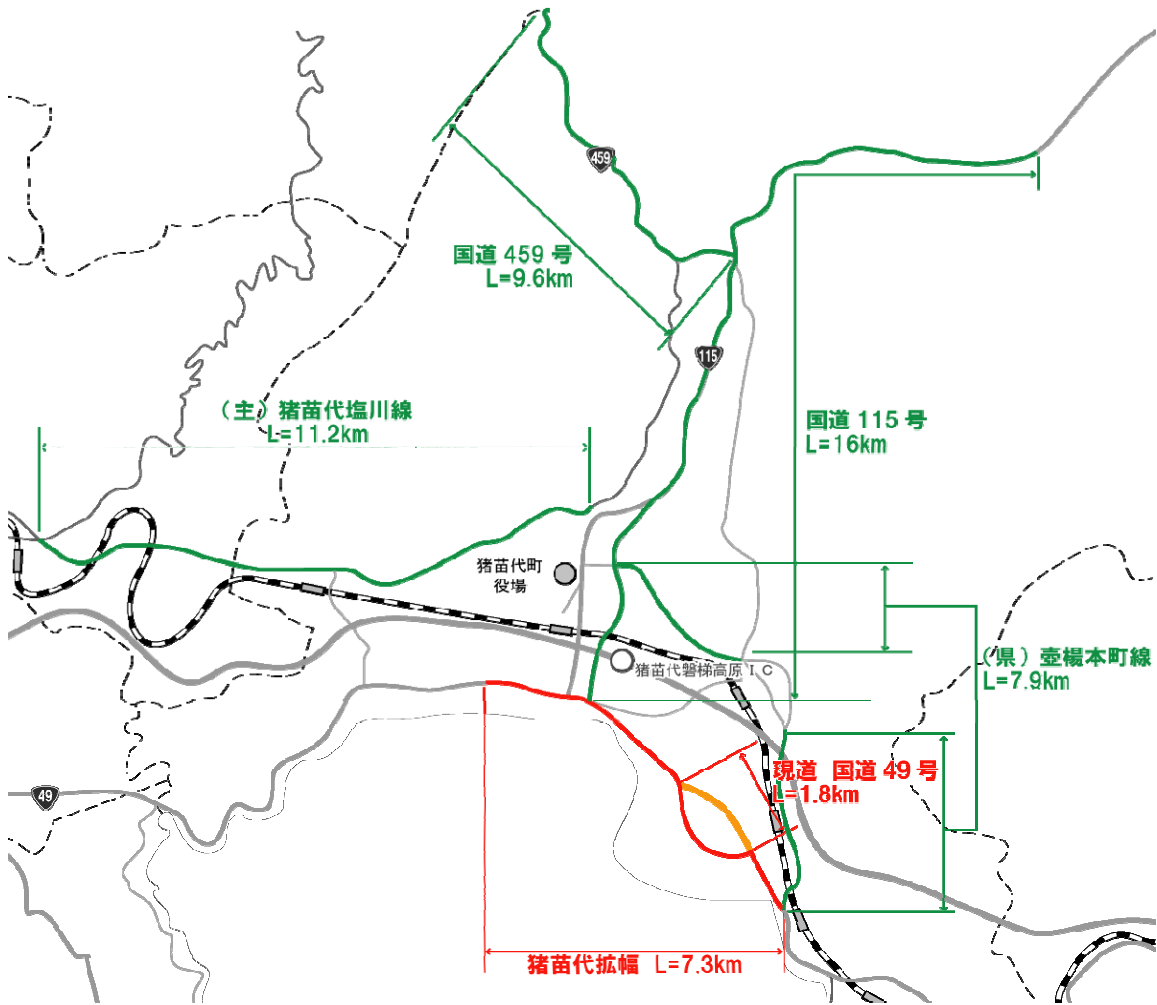 459
国道 459 号
L=9.6km
115
(主) 猪苗代塩川線
L=11.2km
国道 115 号
L=16km
猪苗代町
役場
猪苗代磐梯高原 I C
(県) 壺楊本町線
L=7.9km
現道 国道 49 号
L=1.8km
49
猪苗代拡幅 L=7.3km